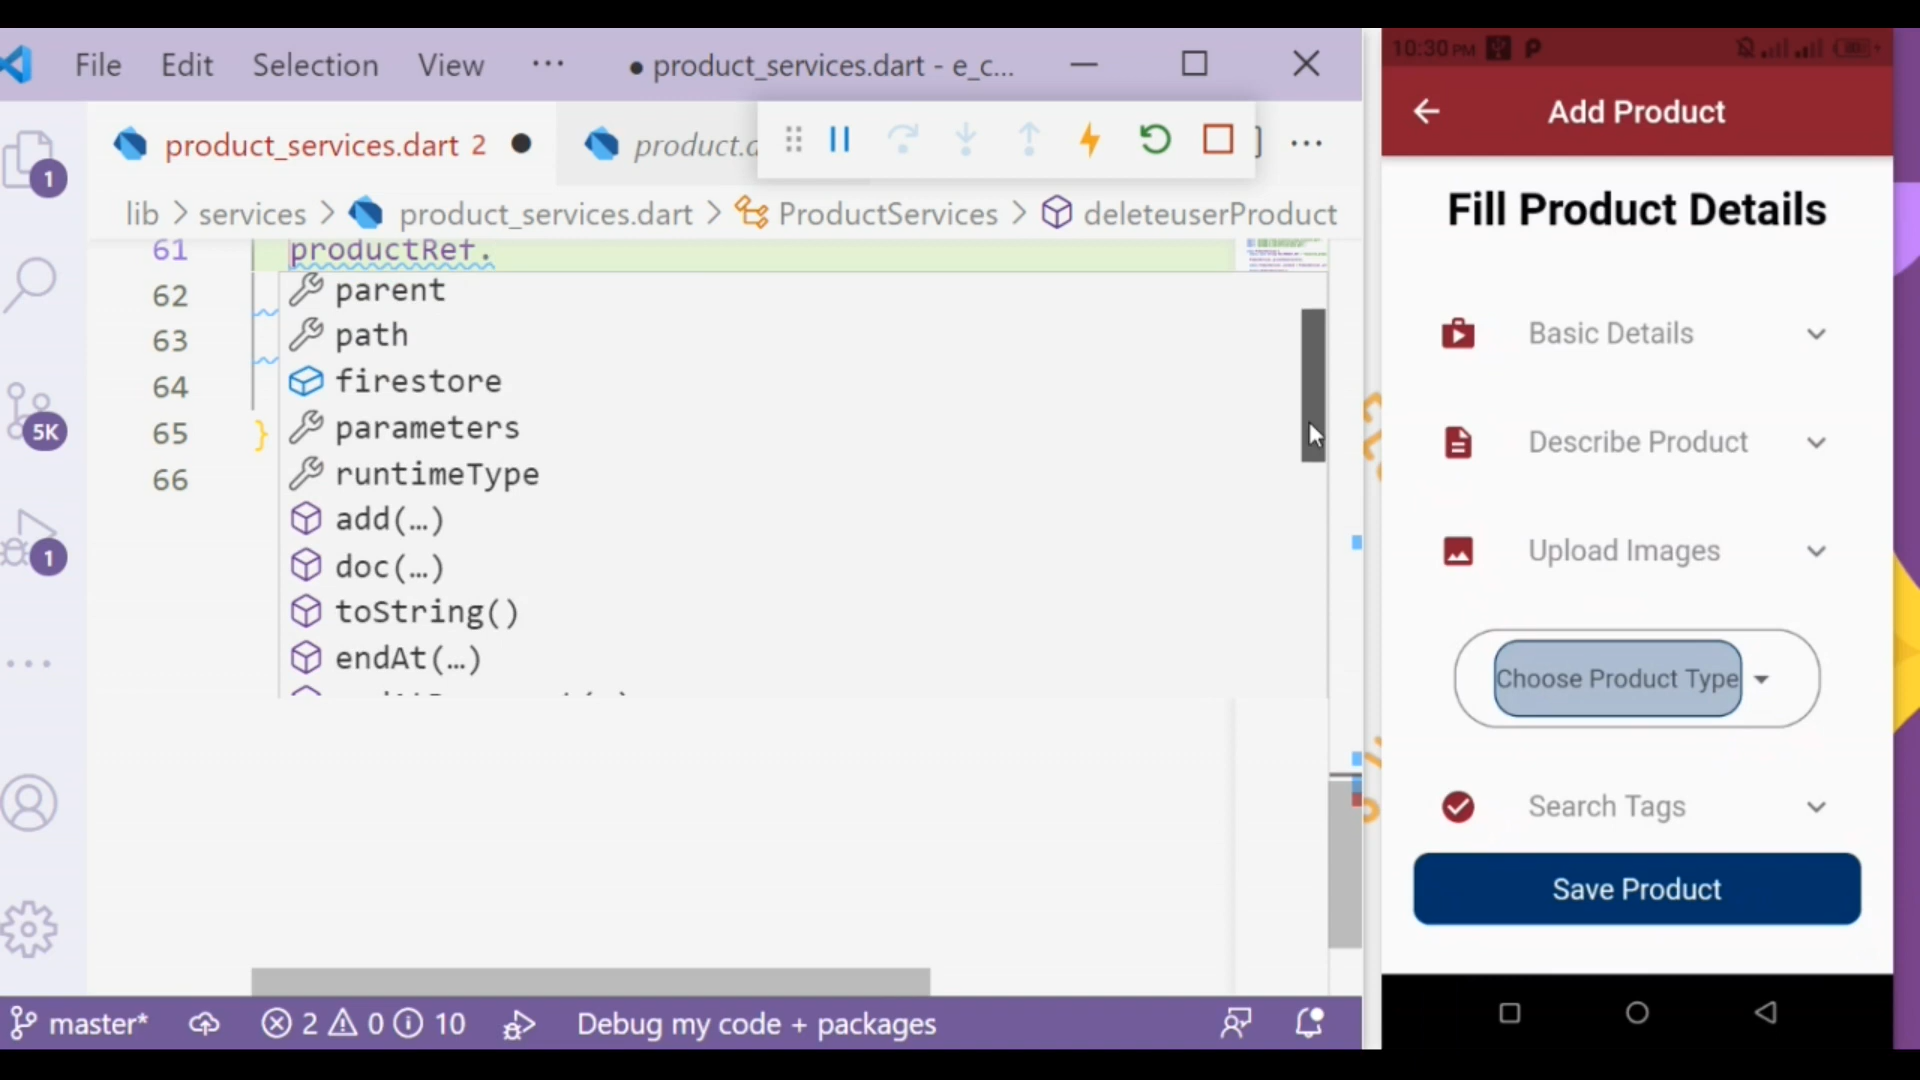 File Edit Selection View ··· ● product_services.dart - e_c...
product_services.dart 2 ● product.d
lib > services > product_services.dart > ProductServices > deleteuserProduct
61 productRef.
62 parent
63 path
64 firestore
65 } parameters
66 runtimeType
add(…)
doc(…)
toString()
endAt(…)
1
5K
1
master* 2 0 10 Debug my code + packages
10:30 PM
Add Product
Fill Product Details
Basic Details
Describe Product
Upload Images
Choose Product Type
Search Tags
Save Product